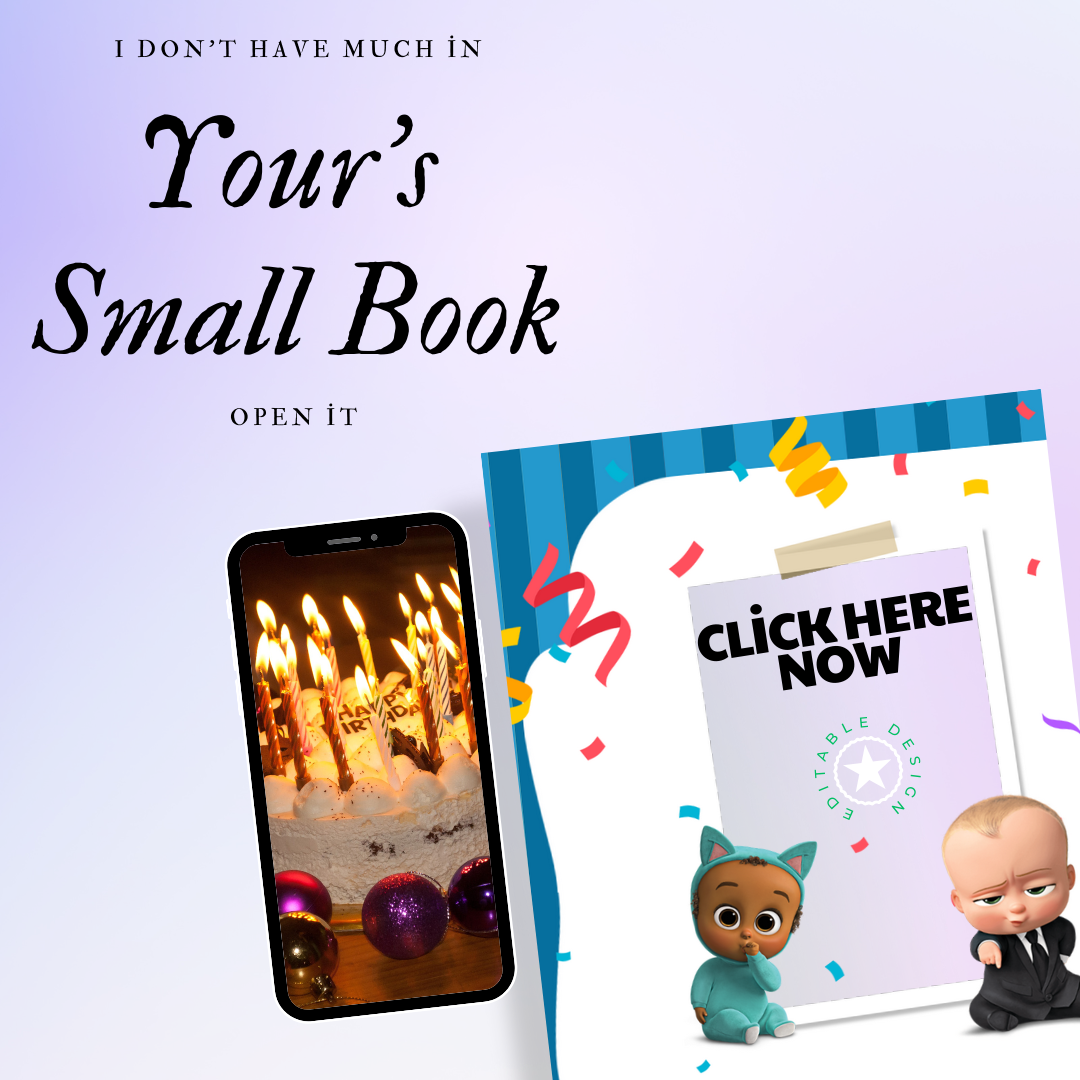 I DON'T HAVE MUCH İN
Your's
Small Book
OPEN İT
CLİCK HERE
NOW
EDITABLE DESIGN
HAPPY
BIRTHDAY